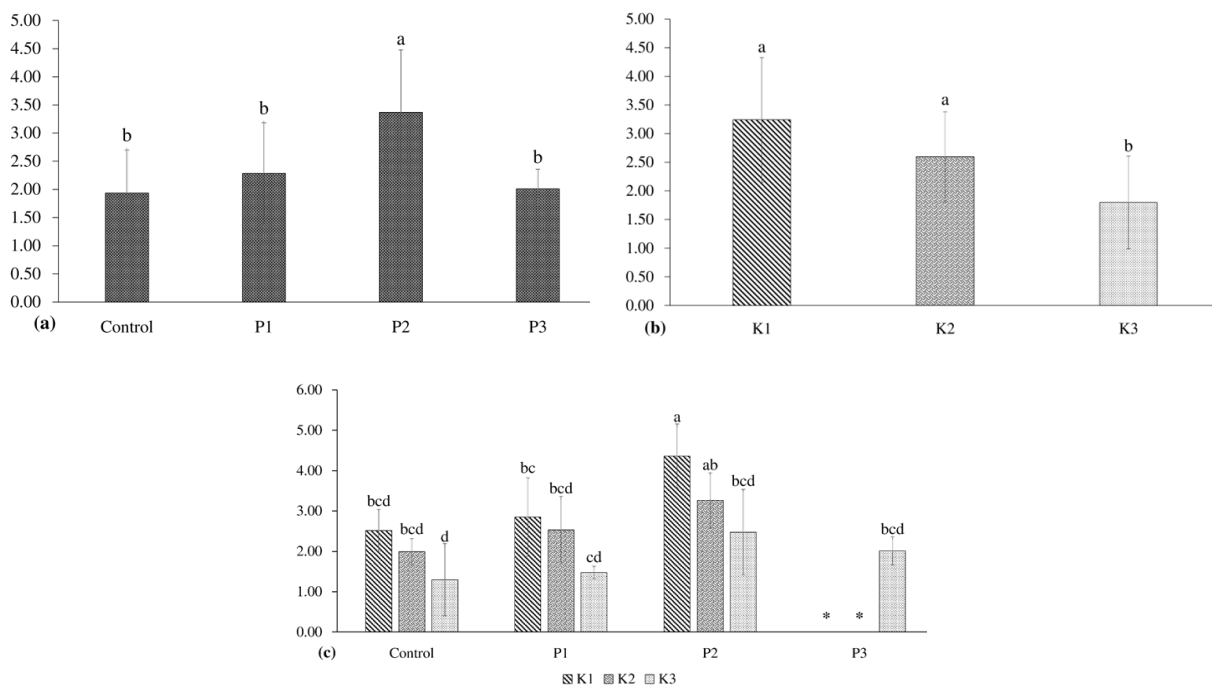 5.00
4.50
4.00
3.50
3.00
2.50
2.00
1.50
1.00
0.50
0.00
b
b
a
b
(a)
Control P1 P2 P3
5.00
4.50
4.00
3.50
3.00
2.50
2.00
1.50
1.00
0.50
0.00
a
a
b
(b)
K1 K2 K3
6.00
5.00
4.00
3.00
2.00
1.00
0.00
bcd bcd d
bc bcd cd
a ab bcd
* * bcd
(c)
Control P1 P2 P3
K1 K2 K3